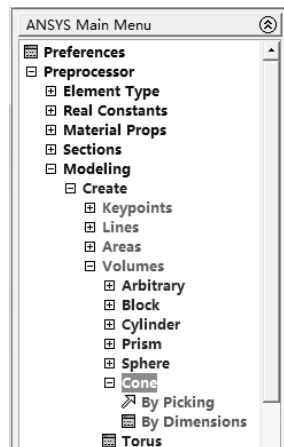 ANSYS Main Menu
Preferences
Preprocessor
Element Type
Real Constants
Material Props
Sections
Modeling
Create
Keypoints
Lines
Areas
Volumes
Arbitrary
Block
Cylinder
Prism
Sphere
Cone
By Picking
By Dimensions
Torus